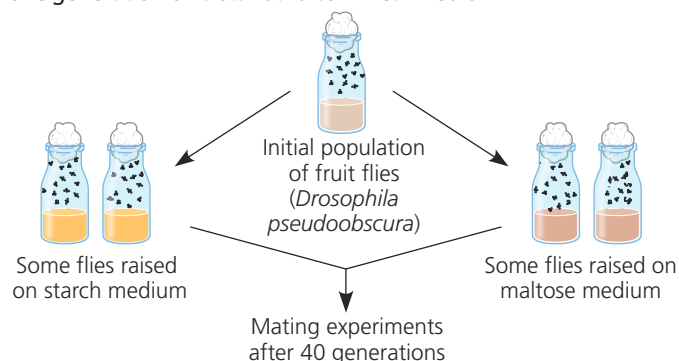 Initial population
of fruit flies
(Drosophila
pseudoobscura)
Some flies raised
on starch medium
Some flies raised on
maltose medium
Mating experiments
after 40 generations